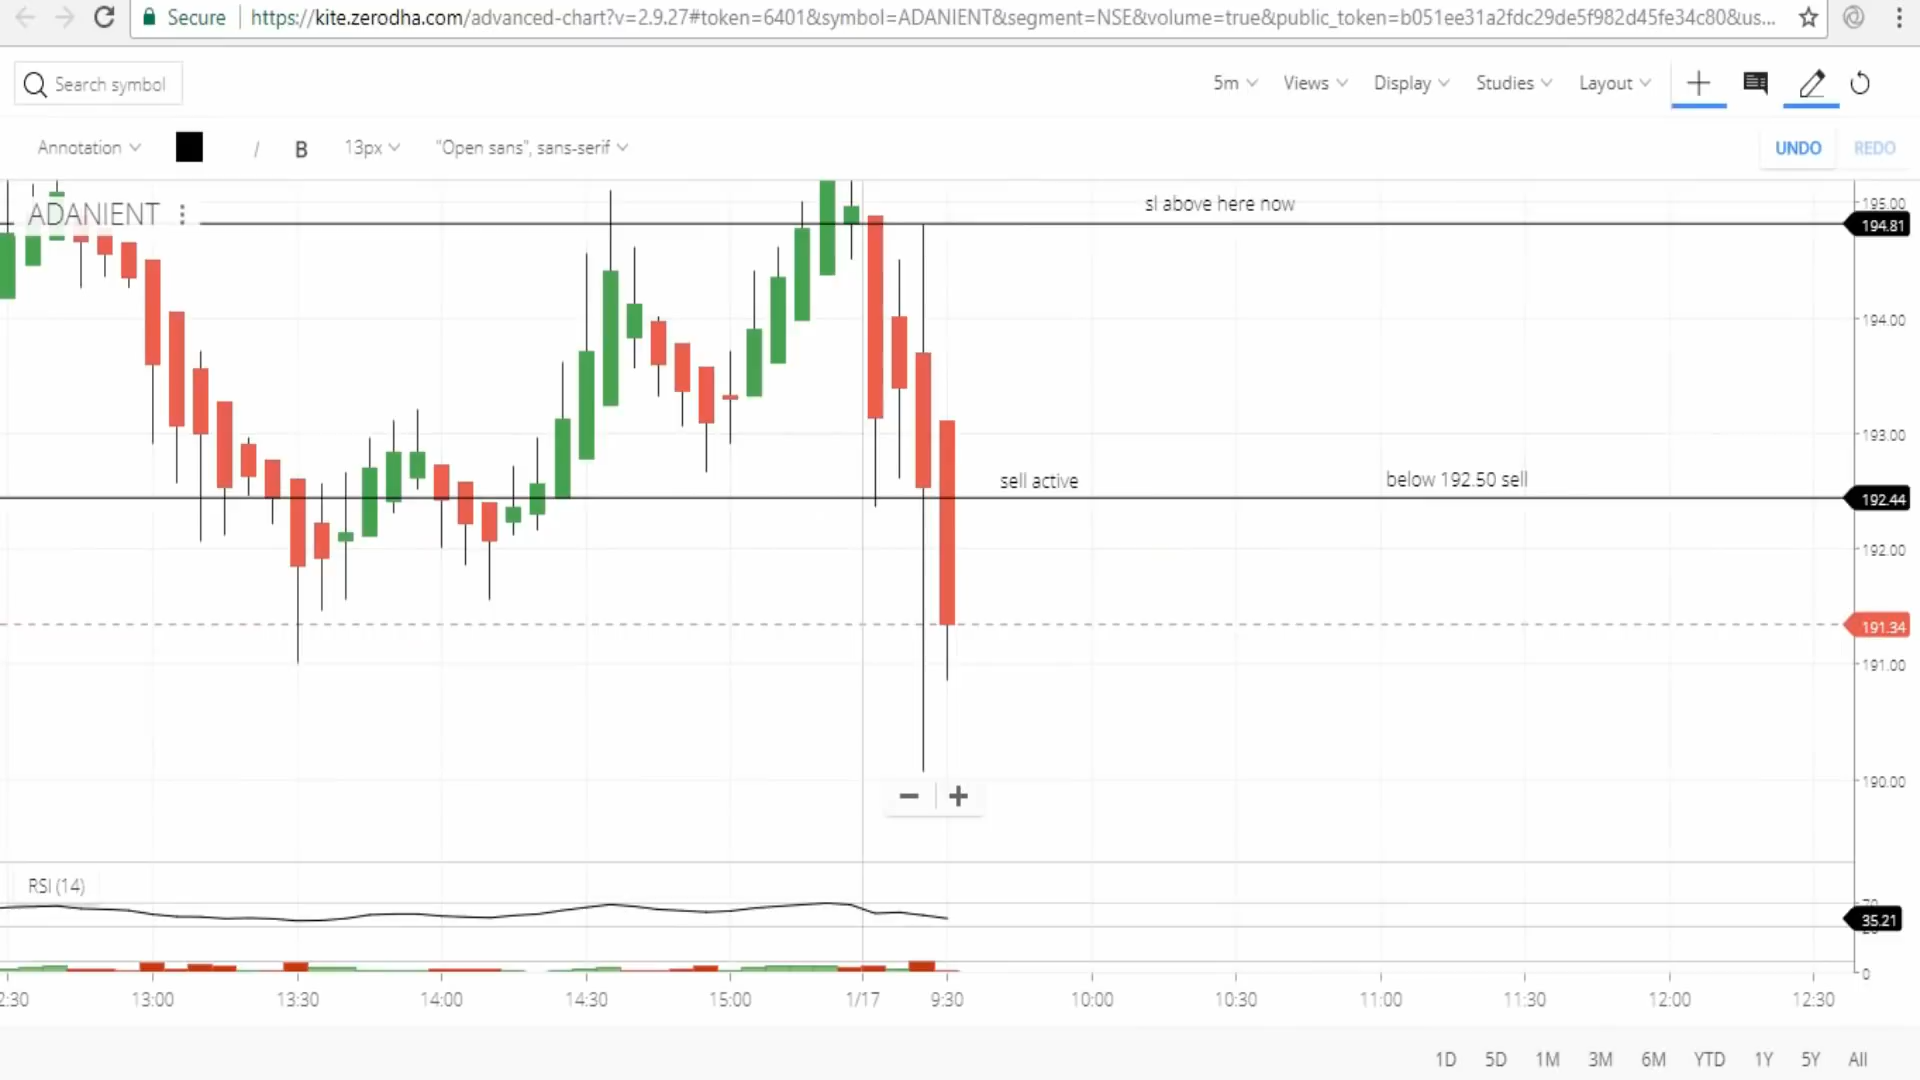 Secure https://kite.zerodha.com/advanced-chart?v=2.9.27#token=6401&symbol=ADANIENT&segment=NSE&volume=true&public_token=b051ee31a2fdc29de5f982d45fe34c80&us...
Search symbol
5m Views Display Studies Layout
Annotation / B 13px "Open sans", sans-serif UNDO REDO
ADANIENT
sl above here now
195.00
194.81
194.00
193.00
sell active
below 192.50 sell
192.44
192.00
191.34
191.00
190.00
RSI (14)
35.21
0
2:30 13:00 13:30 14:00 14:30 15:00 1/17 9:30 10:00 10:30 11:00 11:30 12:00 12:30
1D 5D 1M 3M 6M YTD 1Y 5Y All